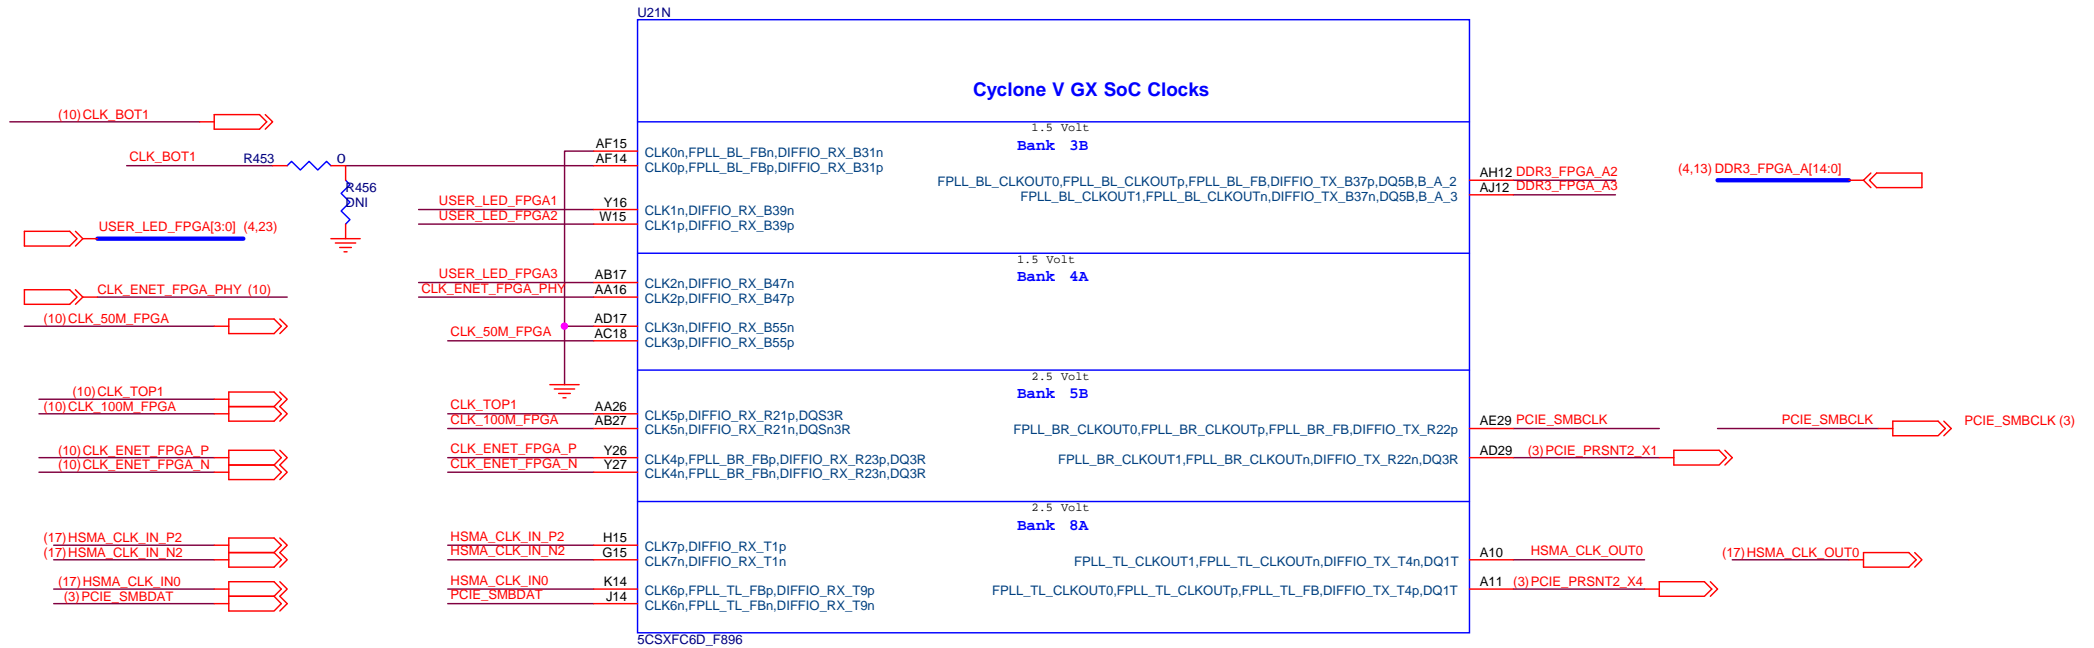 U21N
Cyclone V GX SoC Clocks
(10) CLK_BOT1
CLK_BOT1
R453
0
R456
DNI
USER_LED_FPGA[3:0] (4,23)
CLK_ENET_FPGA_PHY (10)
(10) CLK_50M_FPGA
(10) CLK_TOP1
(10) CLK_100M_FPGA
(10) CLK_ENET_FPGA_P
(10) CLK_ENET_FPGA_N
(17) HSMA_CLK_IN_P2
(17) HSMA_CLK_IN_N2
(17) HSMA_CLK_IN0
(3) PCIE_SMBDAT
1.5 Volt
Bank 3B
AF15 CLK0n,FPLL_BL_FBn,DIFFIO_RX_B31n
AF14 CLK0p,FPLL_BL_FBp,DIFFIO_RX_B31p
USER_LED_FPGA1 Y16 CLK1n,DIFFIO_RX_B39n
USER_LED_FPGA2 W15 CLK1p,DIFFIO_RX_B39p
FPLL_BL_CLKOUT0,FPLL_BL_CLKOUTp,FPLL_BL_FB,DIFFIO_TX_B37p,DQ5B,B_A_2 AH12 DDR3_FPGA_A2
FPLL_BL_CLKOUT1,FPLL_BL_CLKOUTn,DIFFIO_TX_B37n,DQ5B,B_A_3 AJ12 DDR3_FPGA_A3
(4,13) DDR3_FPGA_A[14:0]
1.5 Volt
Bank 4A
USER_LED_FPGA3 AB17 CLK2n,DIFFIO_RX_B47n
CLK_ENET_FPGA_PHY AA16 CLK2p,DIFFIO_RX_B47p
AD17 CLK3n,DIFFIO_RX_B55n
CLK_50M_FPGA AC18 CLK3p,DIFFIO_RX_B55p
2.5 Volt
Bank 5B
CLK_TOP1 AA26 CLK5p,DIFFIO_RX_R21p,DQS3R
CLK_100M_FPGA AB27 CLK5n,DIFFIO_RX_R21n,DQSn3R
CLK_ENET_FPGA_P Y26 CLK4p,FPLL_BR_FBp,DIFFIO_RX_R23p,DQ3R
CLK_ENET_FPGA_N Y27 CLK4n,FPLL_BR_FBn,DIFFIO_RX_R23n,DQ3R
FPLL_BR_CLKOUT0,FPLL_BR_CLKOUTp,FPLL_BR_FB,DIFFIO_TX_R22p AE29 PCIE_SMBCLK
PCIE_SMBCLK PCIE_SMBCLK (3)
FPLL_BR_CLKOUT1,FPLL_BR_CLKOUTn,DIFFIO_TX_R22n,DQ3R AD29 (3) PCIE_PRSNT2_X1
2.5 Volt
Bank 8A
HSMA_CLK_IN_P2 H15 CLK7p,DIFFIO_RX_T1p
HSMA_CLK_IN_N2 G15 CLK7n,DIFFIO_RX_T1n
HSMA_CLK_IN0 K14 CLK6p,FPLL_TL_FBp,DIFFIO_RX_T9p
PCIE_SMBDAT J14 CLK6n,FPLL_TL_FBn,DIFFIO_RX_T9n
FPLL_TL_CLKOUT1,FPLL_TL_CLKOUTn,DIFFIO_TX_T4n,DQ1T A10 HSMA_CLK_OUT0
(17) HSMA_CLK_OUT0
FPLL_TL_CLKOUT0,FPLL_TL_CLKOUTp,FPLL_TL_FB,DIFFIO_TX_T4p,DQ1T A11 (3) PCIE_PRSNT2_X4
5CSXFC6D_F896